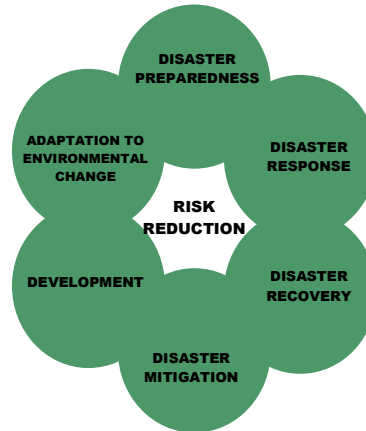 DISASTER
PREPAREDNESS
DISASTER
RESPONSE
DISASTER
RECOVERY
DISASTER
MITIGATION
DEVELOPMENT
ADAPTATION TO
ENVIRONMENTAL
CHANGE
RISK
REDUCTION